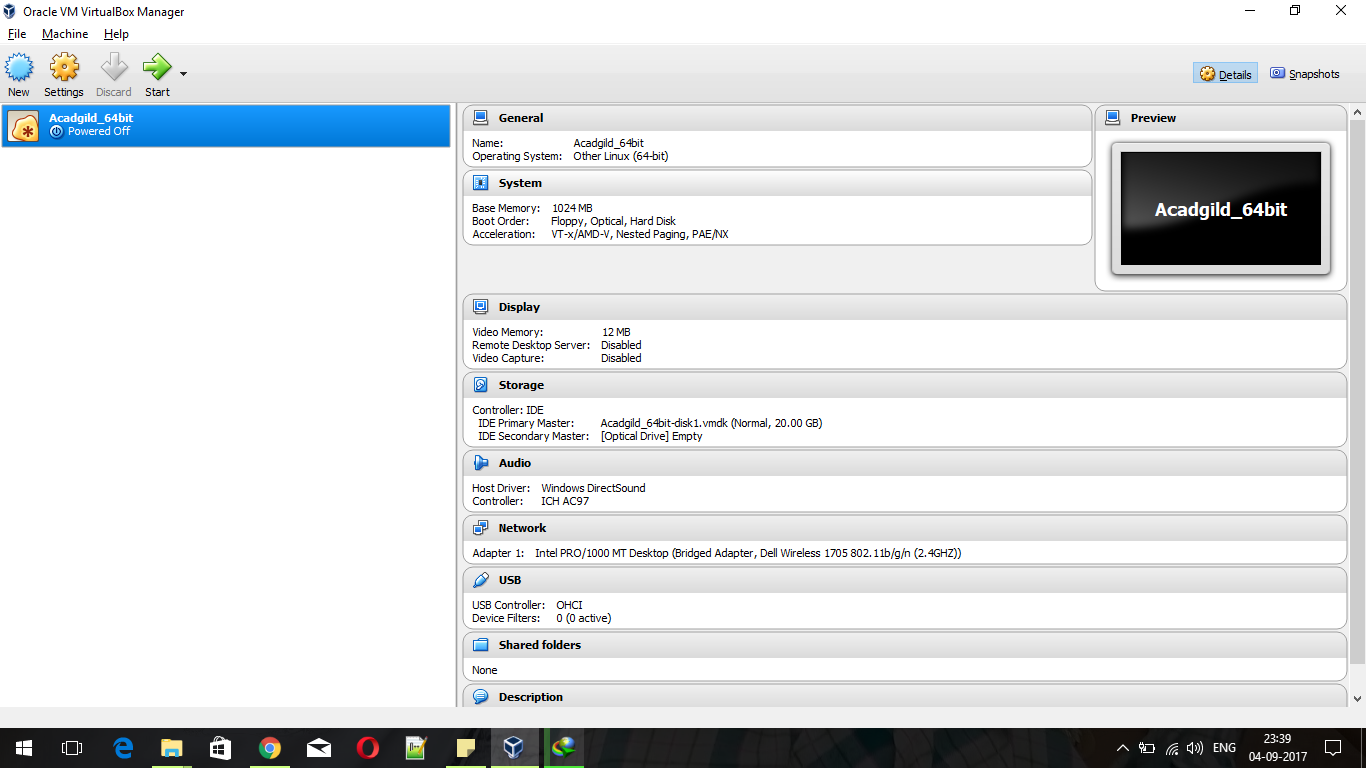 Oracle VM VirtualBox Manager
File Machine Help
New Settings Discard Start Details Snapshots
Acadgild_64bit
Powered Off
General
Name: Acadgild_64bit
Operating System: Other Linux (64-bit)
System
Base Memory: 1024 MB
Boot Order: Floppy, Optical, Hard Disk
Acceleration: VT-x/AMD-V, Nested Paging, PAE/NX
Preview
Acadgild_64bit
Display
Video Memory: 12 MB
Remote Desktop Server: Disabled
Video Capture: Disabled
Storage
Controller: IDE
IDE Primary Master: Acadgild_64bit-disk1.vmdk (Normal, 20.00 GB)
IDE Secondary Master: [Optical Drive] Empty
Audio
Host Driver: Windows DirectSound
Controller: ICH AC97
Network
Adapter 1: Intel PRO/1000 MT Desktop (Bridged Adapter, Dell Wireless 1705 802.11b/g/n (2.4GHZ))
USB
USB Controller: OHCI
Device Filters: 0 (0 active)
Shared folders
None
Description
ENG
23:39
04-09-2017